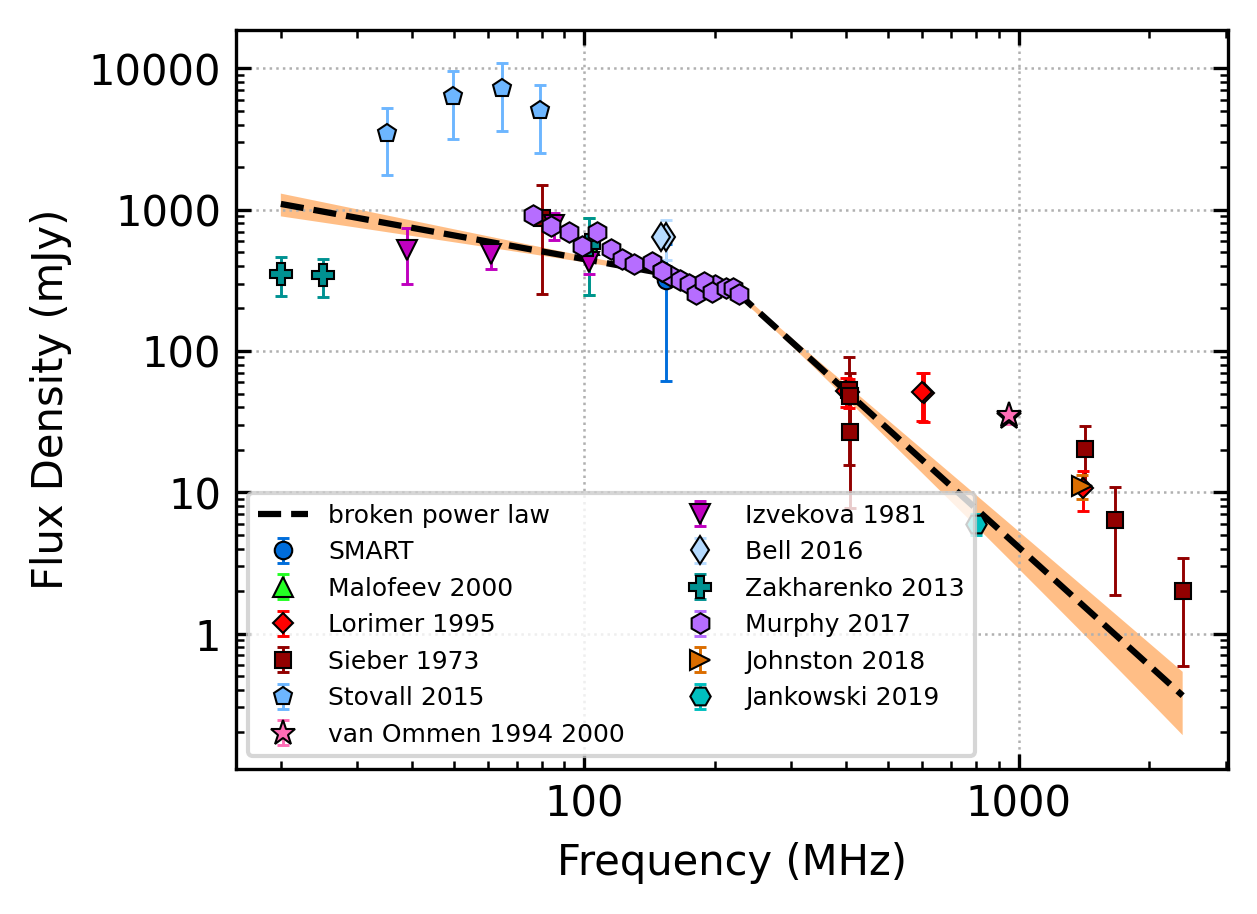 10000
1000
100
10
1
Flux Density (mJy)
broken power law
SMART
Malofeev 2000
Lorimer 1995
Sieber 1973
Stovall 2015
van Ommen 1994 2000
Izvekova 1981
Bell 2016
Zakharenko 2013
Murphy 2017
Johnston 2018
Jankowski 2019
100 1000
Frequency (MHz)